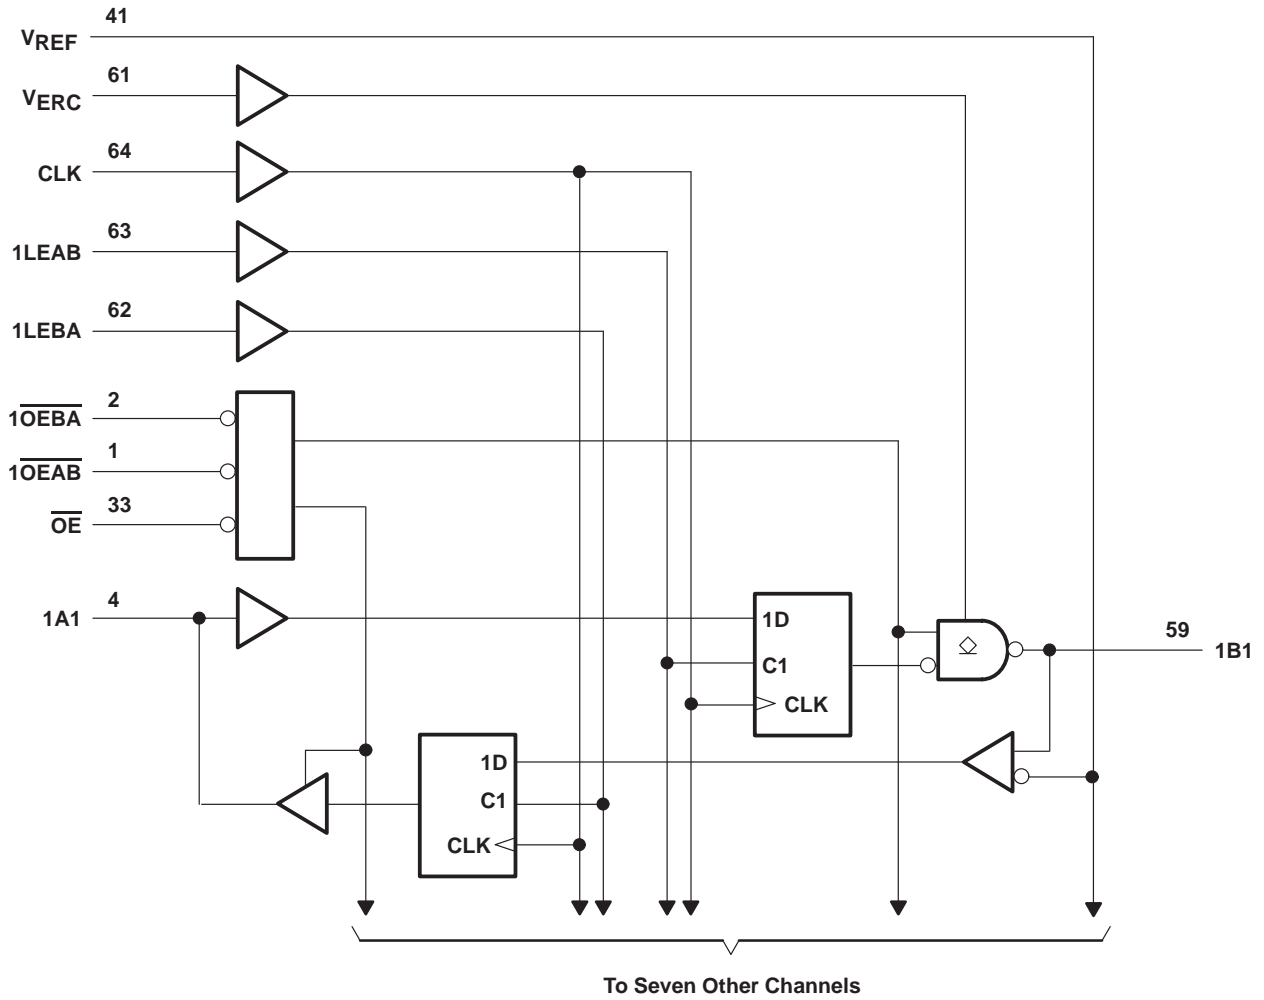 41
VREF
61
VERC
64
CLK
63
1LEAB
62
1LEBA
2
1OEBA
1
1OEAB
33
OE
4
1A1
1D
C1
CLK
59
1B1
1D
C1
CLK
To Seven Other Channels